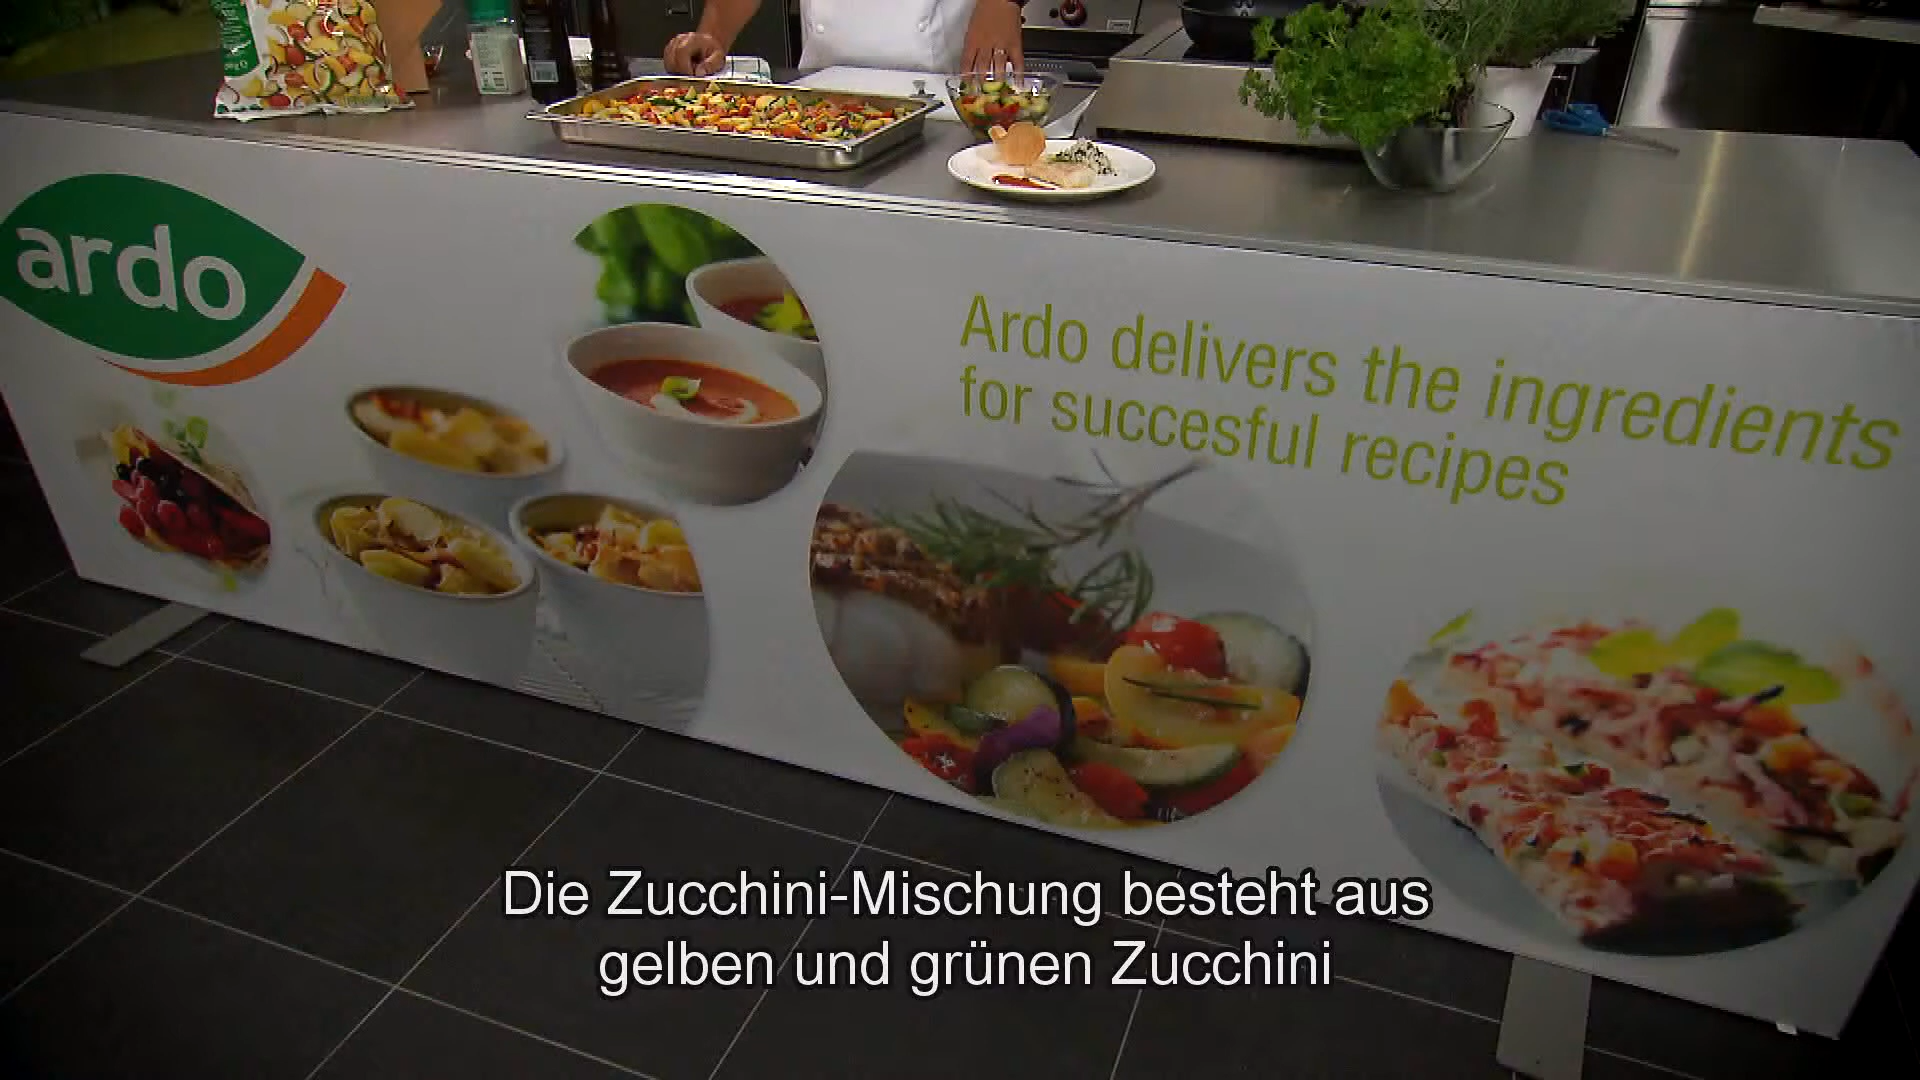 ardo
Ardo delivers the ingredients
for succesful recipes
Die Zucchini-Mischung besteht aus
gelben und grünen Zucchini